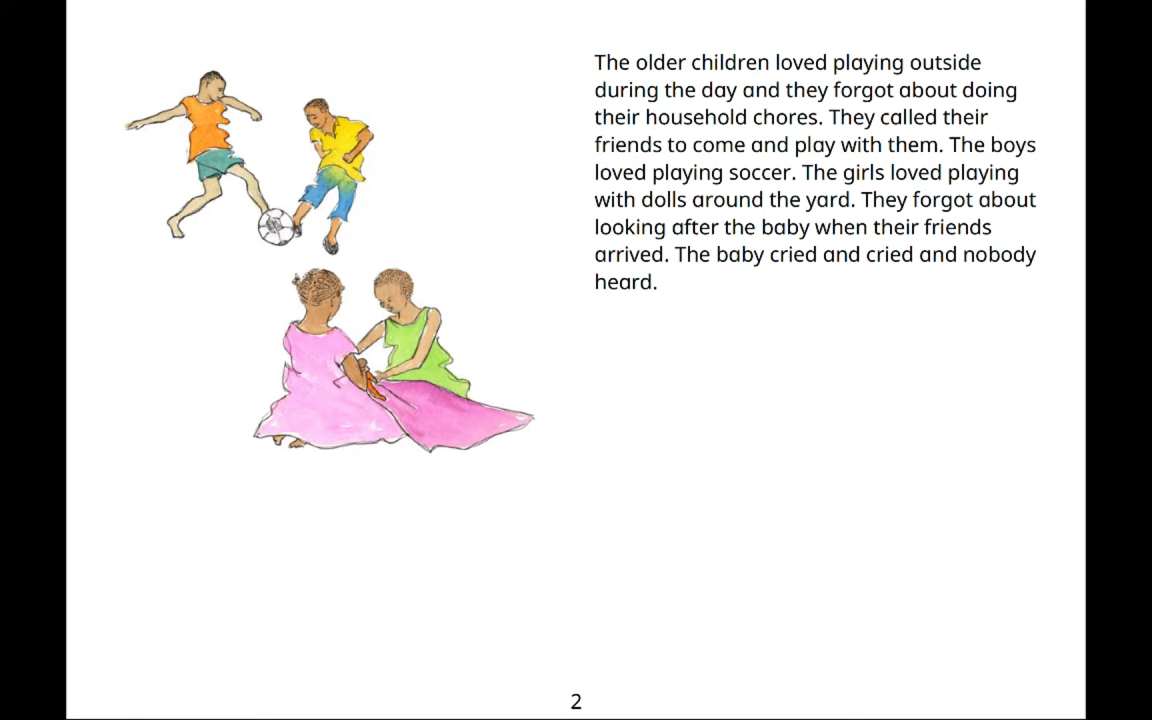 The older children loved playing outside
during the day and they forgot about doing
their household chores. They called their
friends to come and play with them. The boys
loved playing soccer. The girls loved playing
with dolls around the yard. They forgot about
looking after the baby when their friends
arrived. The baby cried and cried and nobody
heard.
2